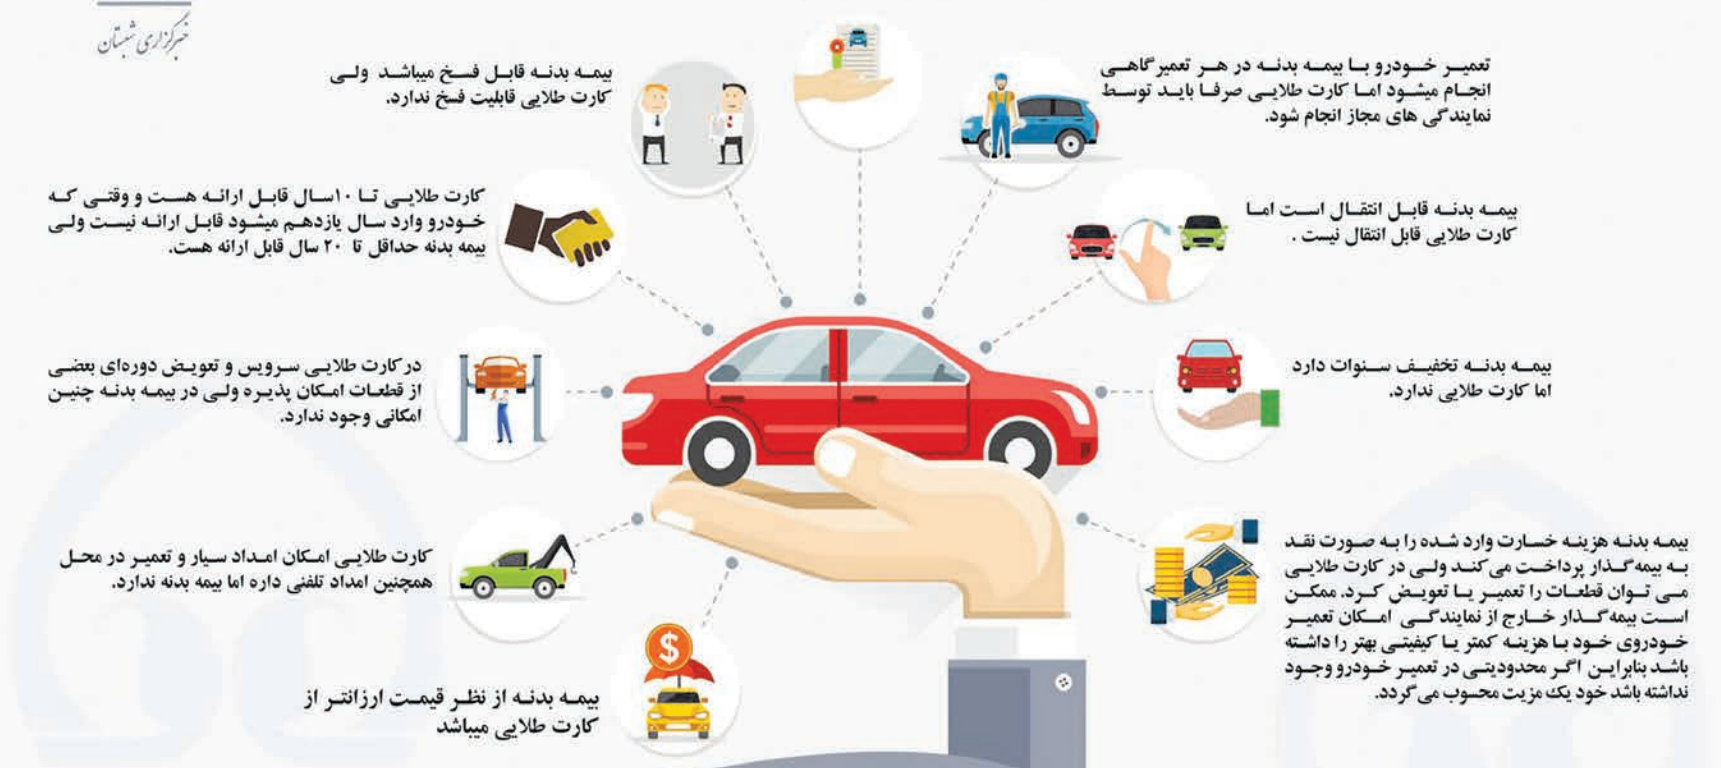 خبرگزاری شبستان
تعمیر خودرو با بیمه بدنه در هر تعمیرگاهی
انجام میشود اما کارت طلایی صرفا باید توسط
نمایندگی های مجاز انجام شود.
بیمه بدنه قابل انتقال است اما
کارت طلایی قابل انتقال نیست .
بیمه بدنه تخفیف سنوات دارد
اما کارت طلایی ندارد.
بیمه بدنه هزینه خسارت وارد شده را به صورت نقد
به بیمه‌گذار پرداخت می‌کند ولی در کارت طلایی
می توان قطعات را تعمیر یا تعویض کرد. ممکن
است بیمه‌گذار خارج از نمایندگی امکان تعمیر
خودروی خود با هزینه کمتر یا کیفیتی بهتر را داشته
باشد بنابراین اگر محدودیتی در تعمیر خودرو وجود
نداشته باشد خود یک مزیت محسوب می‌گردد.
بیمه بدنه قابل فسخ میباشد ولی
کارت طلایی قابلیت فسخ ندارد.
کارت طلایی تا ۱۰سال قابل ارائه هست و وقتی که
خودرو وارد سال یازدهم میشود قابل ارائه نیست ولی
بیمه بدنه حداقل تا ۲۰ سال قابل ارائه هست.
در کارت طلایی سرویس و تعویض دوره‌ای بعضی
از قطعات امکان پذیره ولی در بیمه بدنه چنین
امکانی وجود ندارد.
کارت طلایی امکان امداد سیار و تعمیر در محل
همچنین امداد تلفنی داره اما بیمه بدنه ندارد.
بیمه بدنه از نظر قیمت ارزانتر از
کارت طلایی میباشد
$